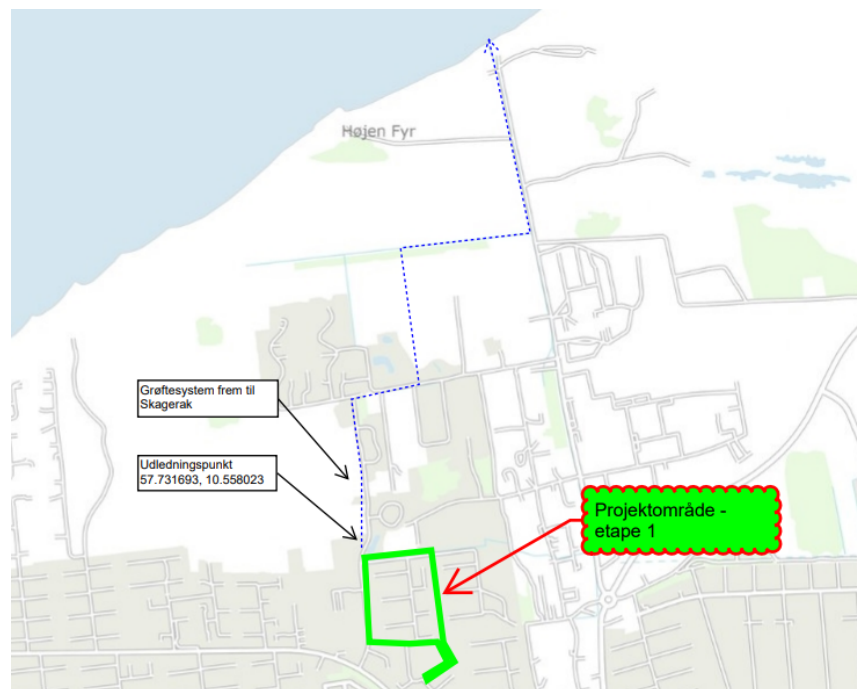 Højen Fyr
Grøftesystem frem til
Skagerak
Udledningspunkt
57.731693, 10.558023
Projektområde -
etape 1